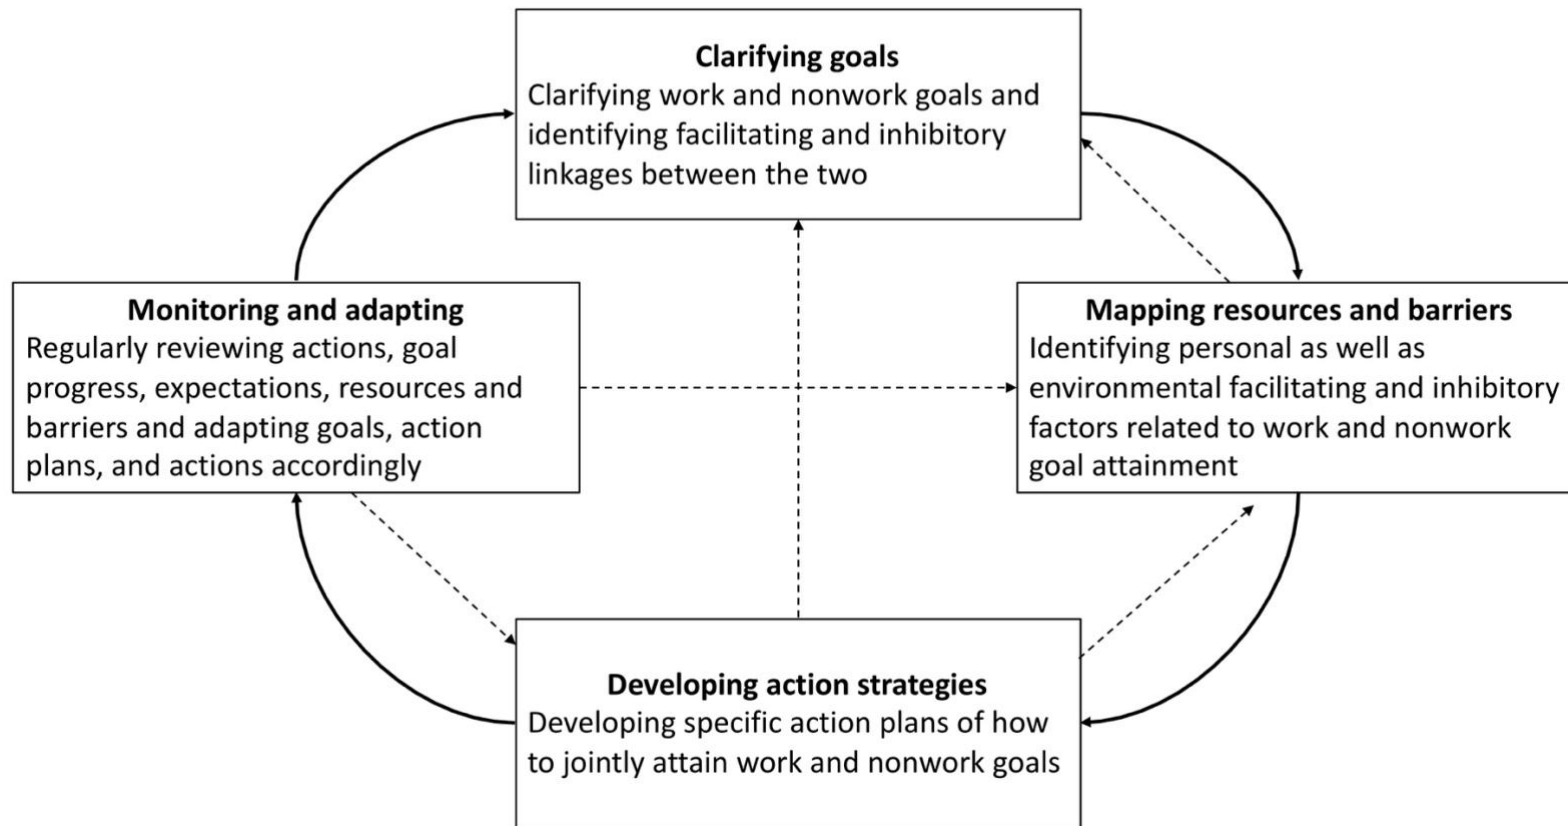 Clarifying goals
Clarifying work and nonwork goals and
identifying facilitating and inhibitory
linkages between the two
Monitoring and adapting
Regularly reviewing actions, goal
progress, expectations, resources and
barriers and adapting goals, action
plans, and actions accordingly
Mapping resources and barriers
Identifying personal as well as
environmental facilitating and inhibitory
factors related to work and nonwork
goal attainment
Developing action strategies
Developing specific action plans of how
to jointly attain work and nonwork goals